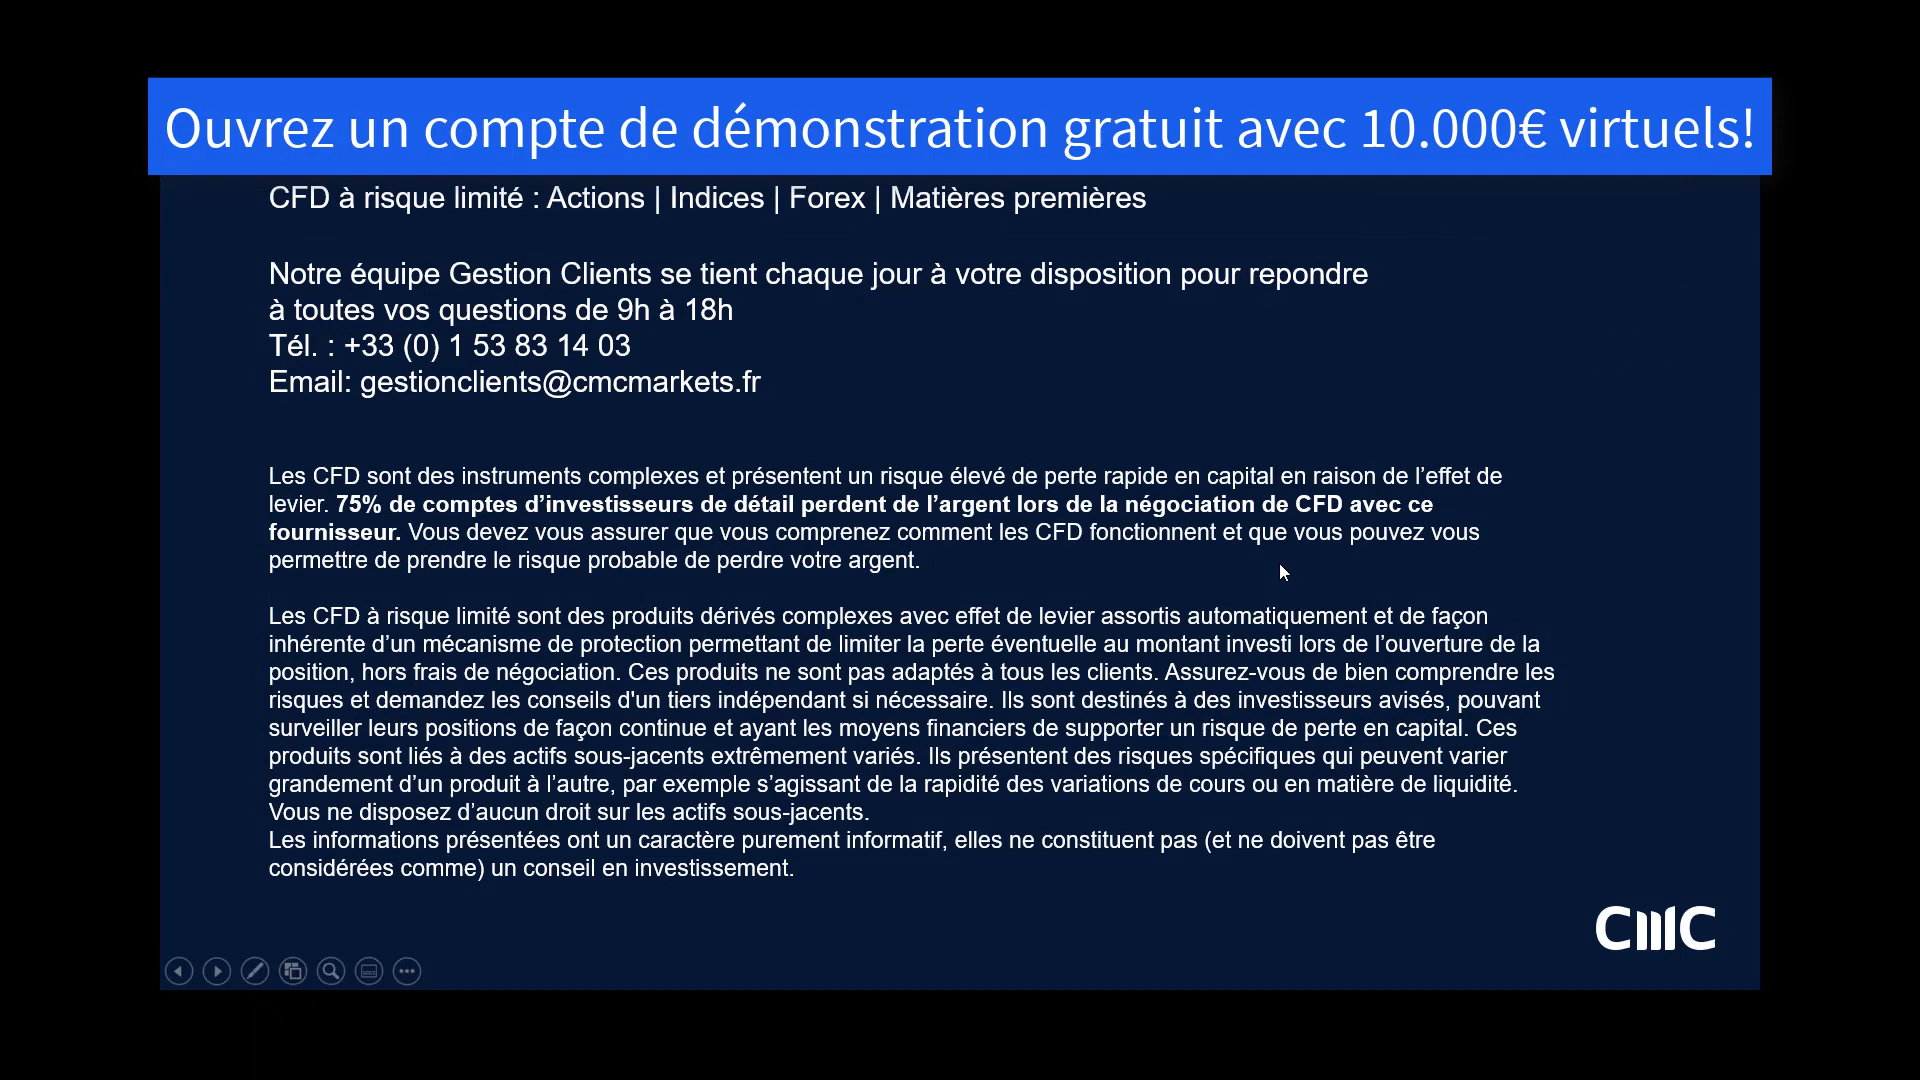 Ouvrez un compte de démonstration gratuit avec 10.000€ virtuels!
CFD à risque limité : Actions | Indices | Forex | Matières premières
Notre équipe Gestion Clients se tient chaque jour à votre disposition pour repondre
à toutes vos questions de 9h à 18h
Tél. : +33 (0) 1 53 83 14 03
Email: gestionclients@cmcmarkets.fr
Les CFD sont des instruments complexes et présentent un risque élevé de perte rapide en capital en raison de l’effet de
levier. 75% de comptes d’investisseurs de détail perdent de l’argent lors de la négociation de CFD avec ce
fournisseur. Vous devez vous assurer que vous comprenez comment les CFD fonctionnent et que vous pouvez vous
permettre de prendre le risque probable de perdre votre argent.
Les CFD à risque limité sont des produits dérivés complexes avec effet de levier assortis automatiquement et de façon
inhérente d’un mécanisme de protection permettant de limiter la perte éventuelle au montant investi lors de l’ouverture de la
position, hors frais de négociation. Ces produits ne sont pas adaptés à tous les clients. Assurez-vous de bien comprendre les
risques et demandez les conseils d'un tiers indépendant si nécessaire. Ils sont destinés à des investisseurs avisés, pouvant
surveiller leurs positions de façon continue et ayant les moyens financiers de supporter un risque de perte en capital. Ces
produits sont liés à des actifs sous-jacents extrêmement variés. Ils présentent des risques spécifiques qui peuvent varier
grandement d’un produit à l’autre, par exemple s’agissant de la rapidité des variations de cours ou en matière de liquidité.
Vous ne disposez d’aucun droit sur les actifs sous-jacents.
Les informations présentées ont un caractère purement informatif, elles ne constituent pas (et ne doivent pas être
considérées comme) un conseil en investissement.
CMC